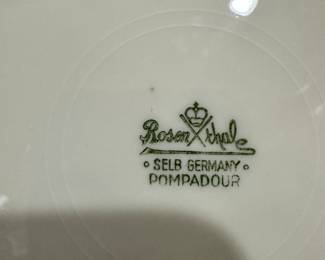 Rosenthal
SELB GERMANY
POMPADOUR